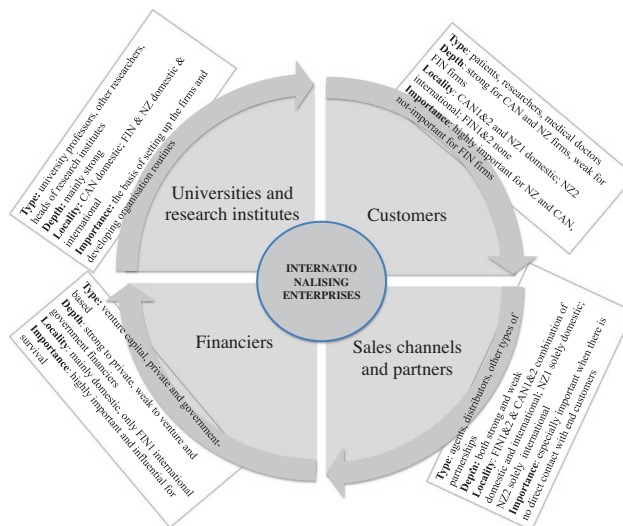 Type: university professors, other researchers,
heads of research institutes
Depth: mainly strong
Locality: CAN domestic; FIN & NZ domestic &
international
Importance: the basis of setting up the firms and
developing organisation routines
Type: patients, researchers, medical doctors
Depth: strong for CAN and NZ firms, weak for
FIN firms
Locality: CAN1&2 and NZ1 domestic; NZ2
international; FIN1&2 none
Importance: highly important for NZ and CAN,
not-important for FIN firms
Universities and
research institutes
Customers
INTERNATIO
NALISING
ENTERPRISES
Financiers
Sales channels
and partners
Type: venture capital, private and government-
based
Depth: strong to private, weak to venture and
government financiers
Locality: mainly domestic, only FIN1 international
Importance: highly important and influential for
survival
Type: agents, distributors, other types of
partnerships
Depth: both strong and weak
Locality: FIN1&2 & CAN1&2 combination of
domestic and international; NZ1 solely domestic;
NZ2 solely international
Importance: especially important when there is
no direct contact with end customers